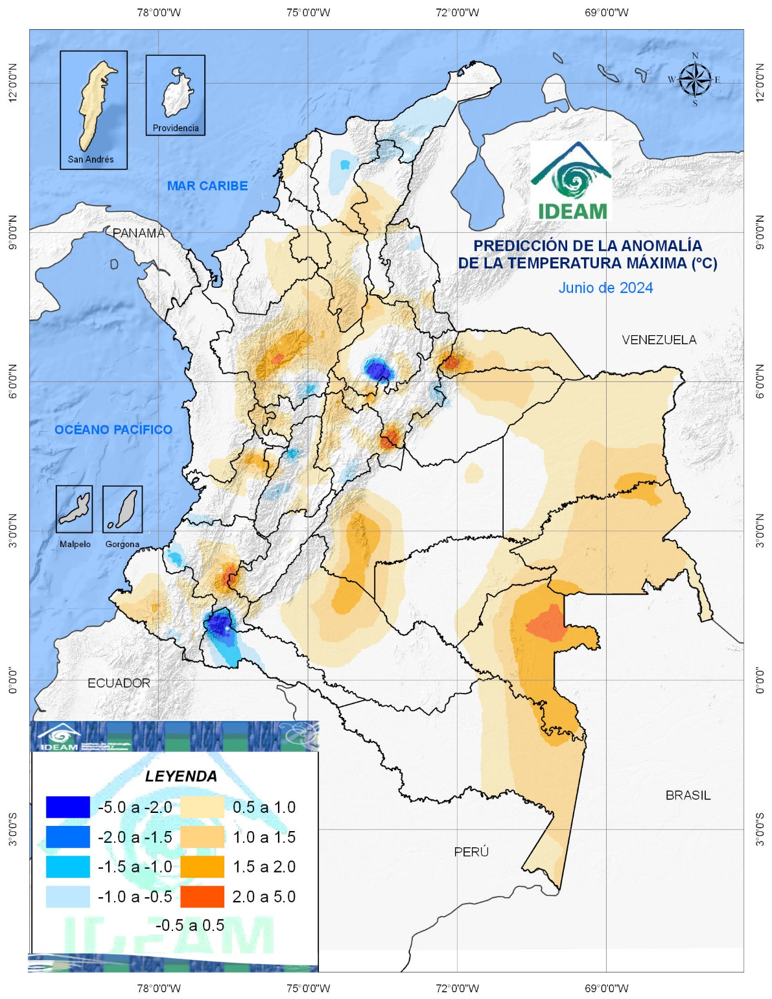 78°0'0"W 75°0'0"W 72°0'0"W 69°0'0"W
12°0'0"N
12°0'0"N
N
W E
S
San Andrés
Providencia
MAR CARIBE
IDEAM
9°0'0"N
9°0'0"N
PANAMÁ
PREDICCIÓN DE LA ANOMALÍA
DE LA TEMPERATURA MÁXIMA (°C)
Junio de 2024
VENEZUELA
6°0'0"N
6°0'0"N
OCÉANO PACÍFICO
3°0'0"N
3°0'0"N
Malpelo
Gorgona
0°0'0"
0°0'0"
ECUADOR
IDEAM
LEYENDA
-5.0 a -2.0 0.5 a 1.0
-2.0 a -1.5 1.0 a 1.5
-1.5 a -1.0 1.5 a 2.0
-1.0 a -0.5 2.0 a 5.0
-0.5 a 0.5
IDEAM
BRASIL
PERÚ
3°0'0"S
3°0'0"S
78°0'0"W 75°0'0"W 72°0'0"W 69°0'0"W